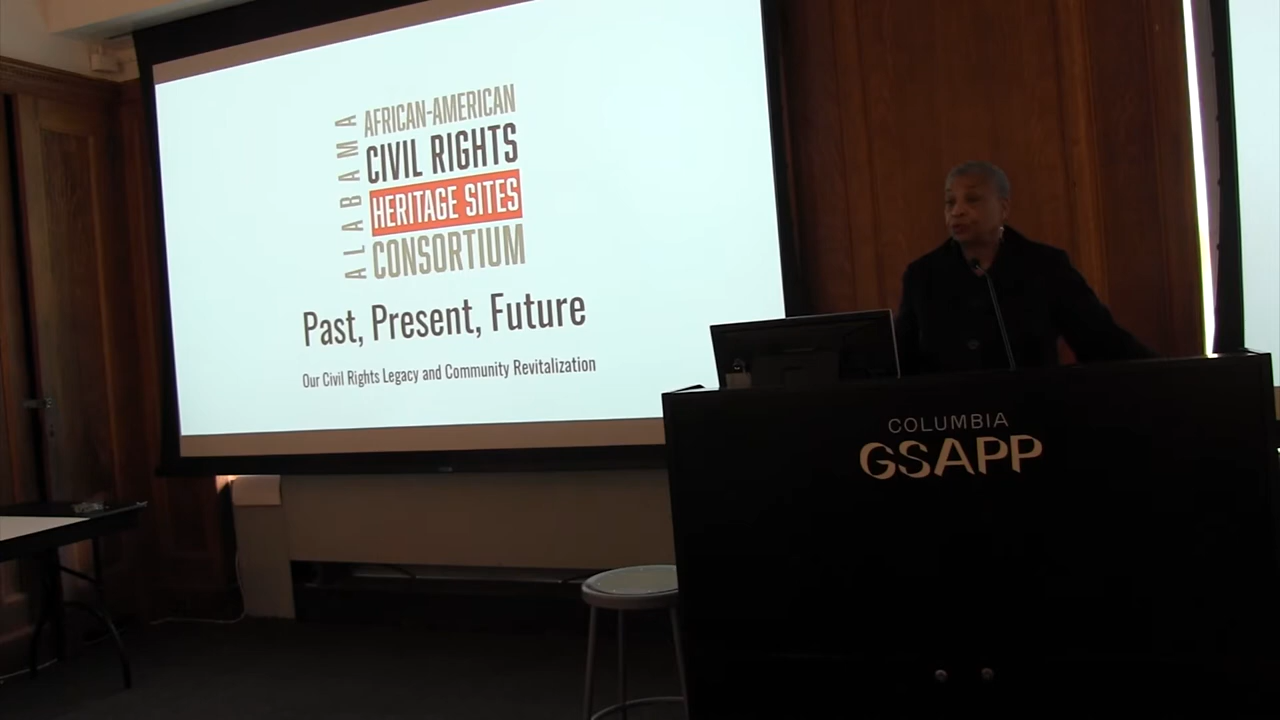 ALABAMA
AFRICAN-AMERICAN
CIVIL RIGHTS
HERITAGE SITES
CONSORTIUM
Past, Present, Future
Our Civil Rights Legacy and Community Revitalization
COLUMBIA
GSAPP